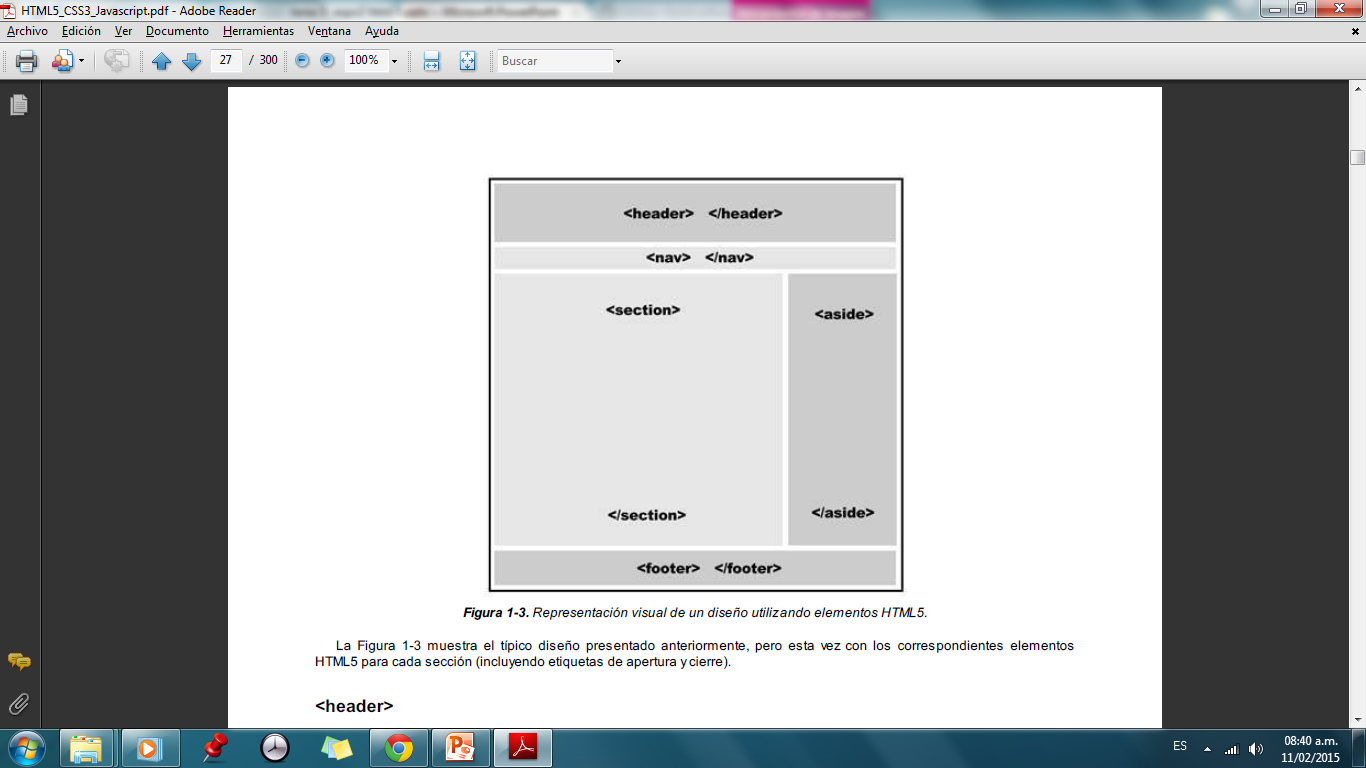 HTML5_CSS3_Javascript.pdf - Adobe Reader
Archivo Edición Ver Documento Herramientas Ventana Ayuda
27 / 300 100% Buscar
<header> </header>
<nav> </nav>
<section> <aside>
</section> </aside>
<footer> </footer>
Figura 1-3. Representación visual de un diseño utilizando elementos HTML5.
La Figura 1-3 muestra el típico diseño presentado anteriormente, pero esta vez con los correspondientes elementos
HTML5 para cada sección (incluyendo etiquetas de apertura y cierre).
<header>
ES 08:40 a.m.
11/02/2015